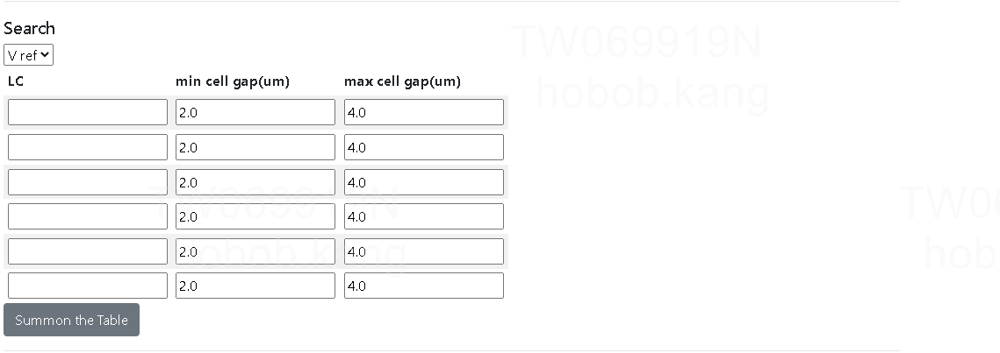 Search
V ref
LC min cell gap(um) max cell gap(um)
2.0 4.0
2.0 4.0
2.0 4.0
2.0 4.0
2.0 4.0
2.0 4.0
Summon the Table
TW069919N
hobob.kang
TW069919N
hobob.kang
TW06
hobob